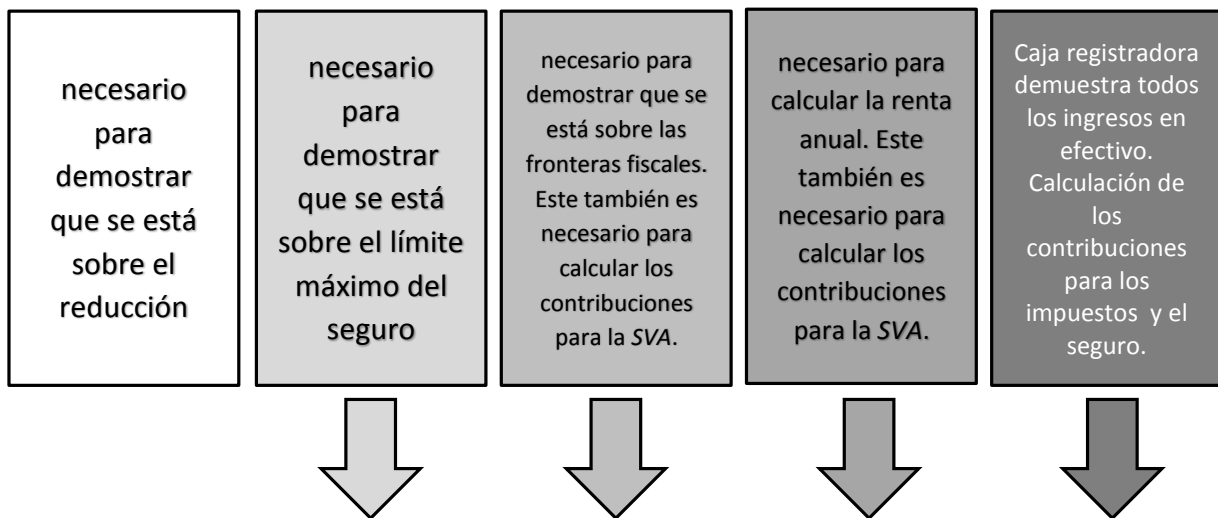 necesario
para
demostrar
que se está
sobre el
reducción
necesario
para
demostrar
que se está
sobre el límite
máximo del
seguro
necesario para
demostrar que se
está sobre las
fronteras fiscales.
Este también es
necesario para
calcular los
contribuciones
para la SVA.
necesario para
calcular la renta
anual. Este
también es
necesario para
calcular los
contribuciones
para la SVA.
Caja registradora
demuestra todos
los ingresos en
efectivo.
Calculación de
los
contribuciones
para los
impuestos y el
seguro.